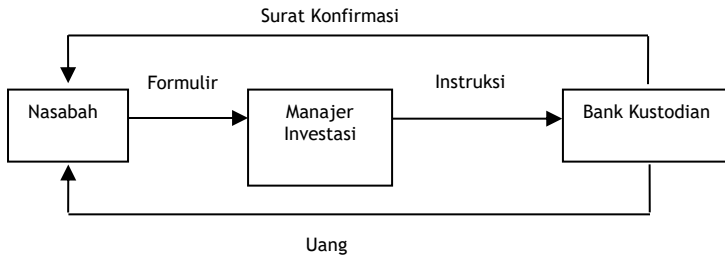 Surat Konfirmasi
Formulir
Instruksi
Nasabah
Manajer
Investasi
Bank Kustodian
Uang